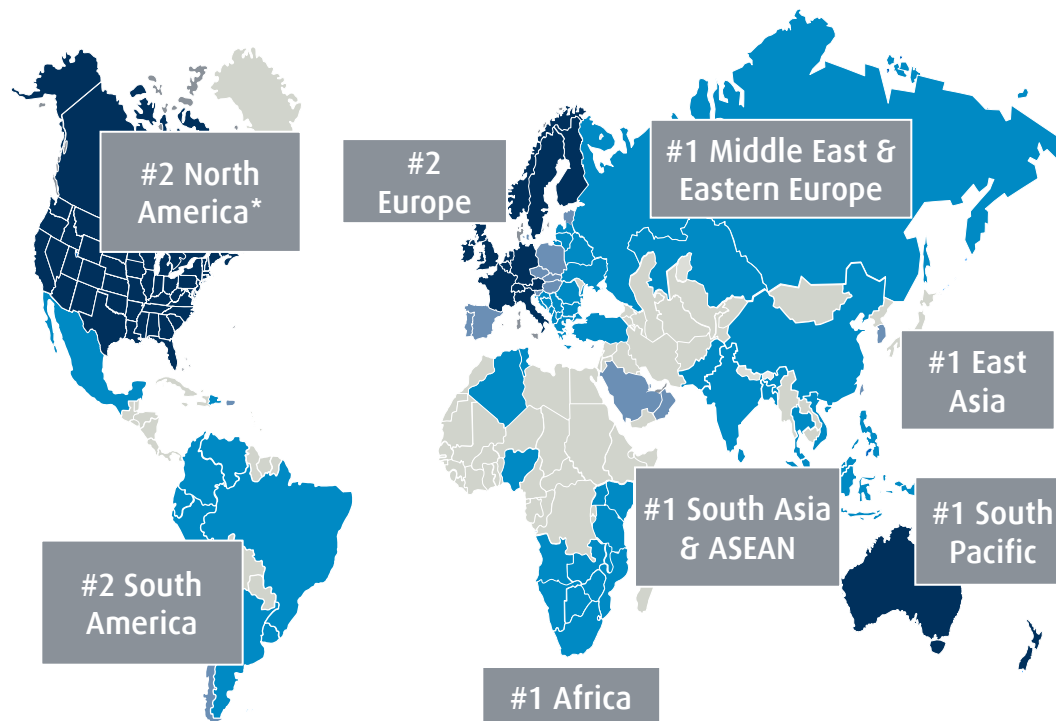 #2 North
America*
#2
Europe
#1 Middle East &
Eastern Europe
#1 East
Asia
#1 South Asia
& ASEAN
#1 South
Pacific
#2 South
America
#1 Africa